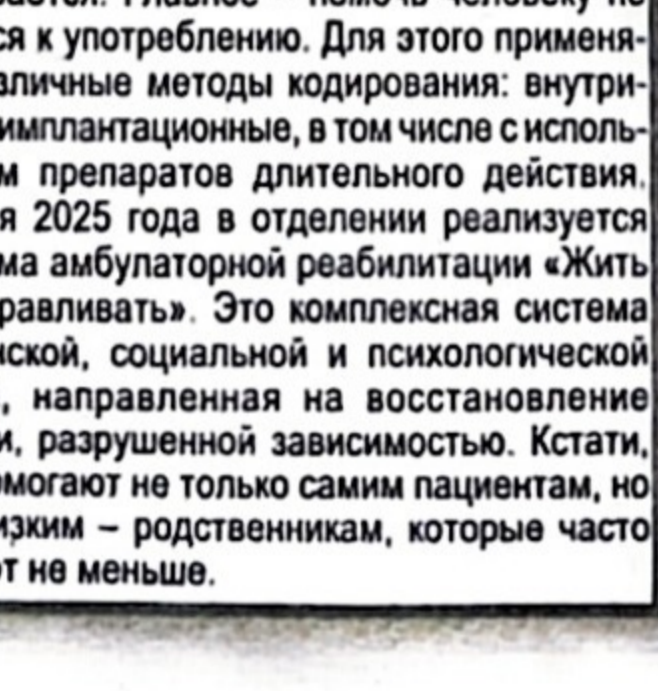 ся к употреблению. Для этого применя-
зличные методы кодирования: внутри-
имплантационные, в том числе с исполь-
м препаратов длительного действия.
я 2025 года в отделении реализуется
ма амбулаторной реабилитации «Жить
равливать». Это комплексная система
нской, социальной и психологической
, направленная на восстановление
и, разрушенной зависимостью. Кстати,
омогают не только самим пациентам, но
изким – родственникам, которые часто
т не меньше.